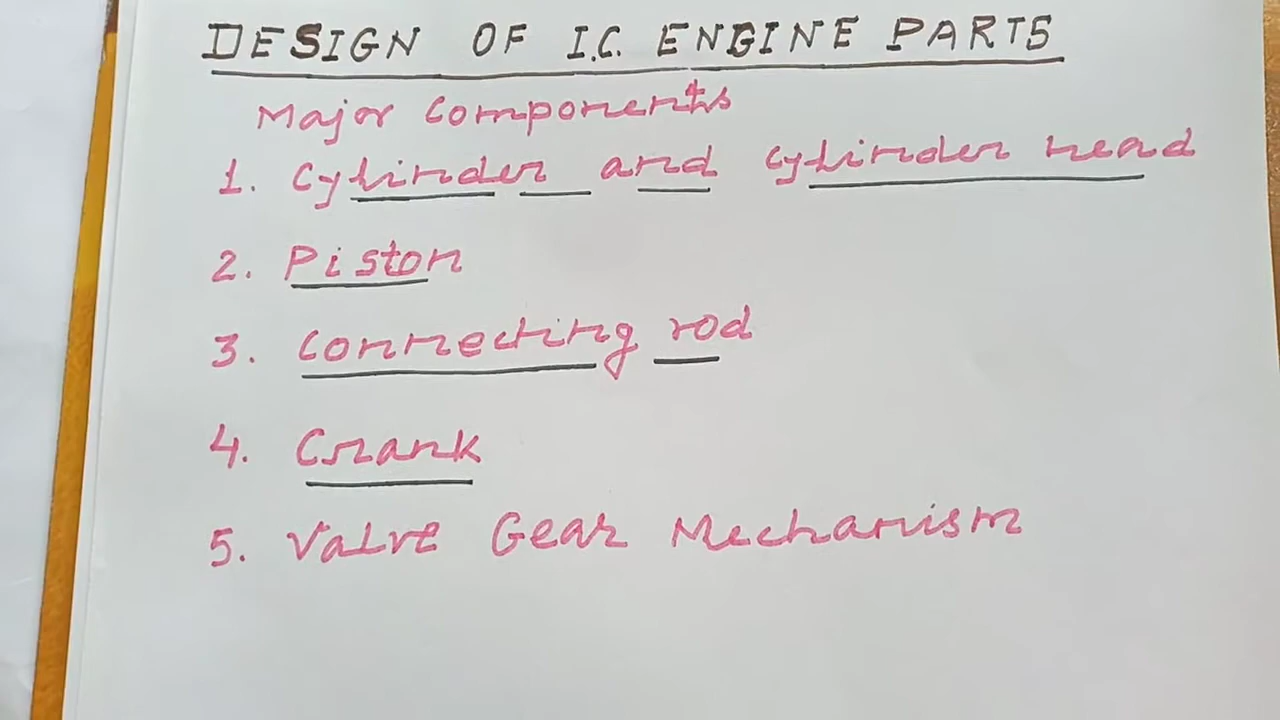 DESIGN OF I.C. ENGINE PARTS
Major Components
1. Cylinder and Cylinder head
2. Piston
3. Connecting rod
4. Crank
5. Valve Gear Mechanism